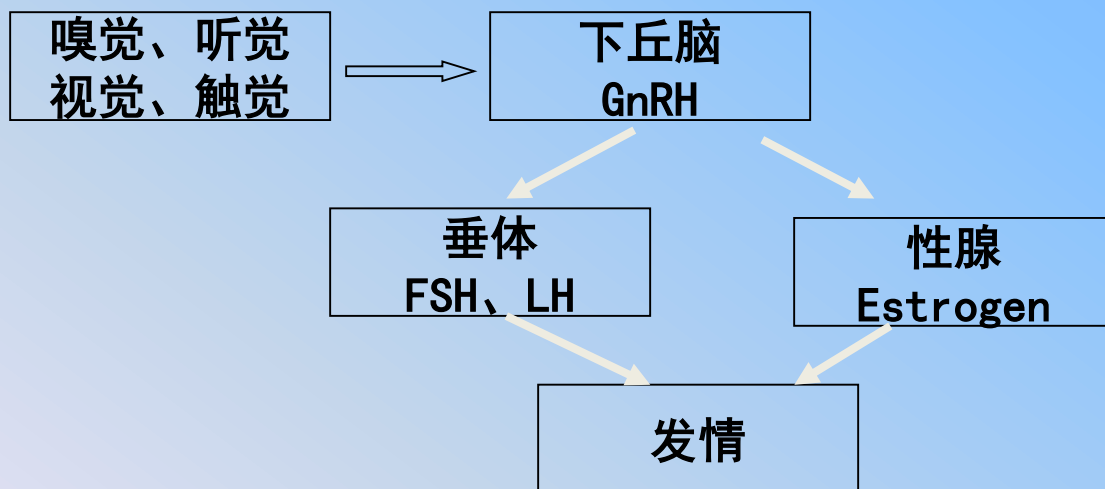 嗅觉、听觉
视觉、触觉
下丘脑
GnRH
垂体
FSH、LH
性腺
Estrogen
发情